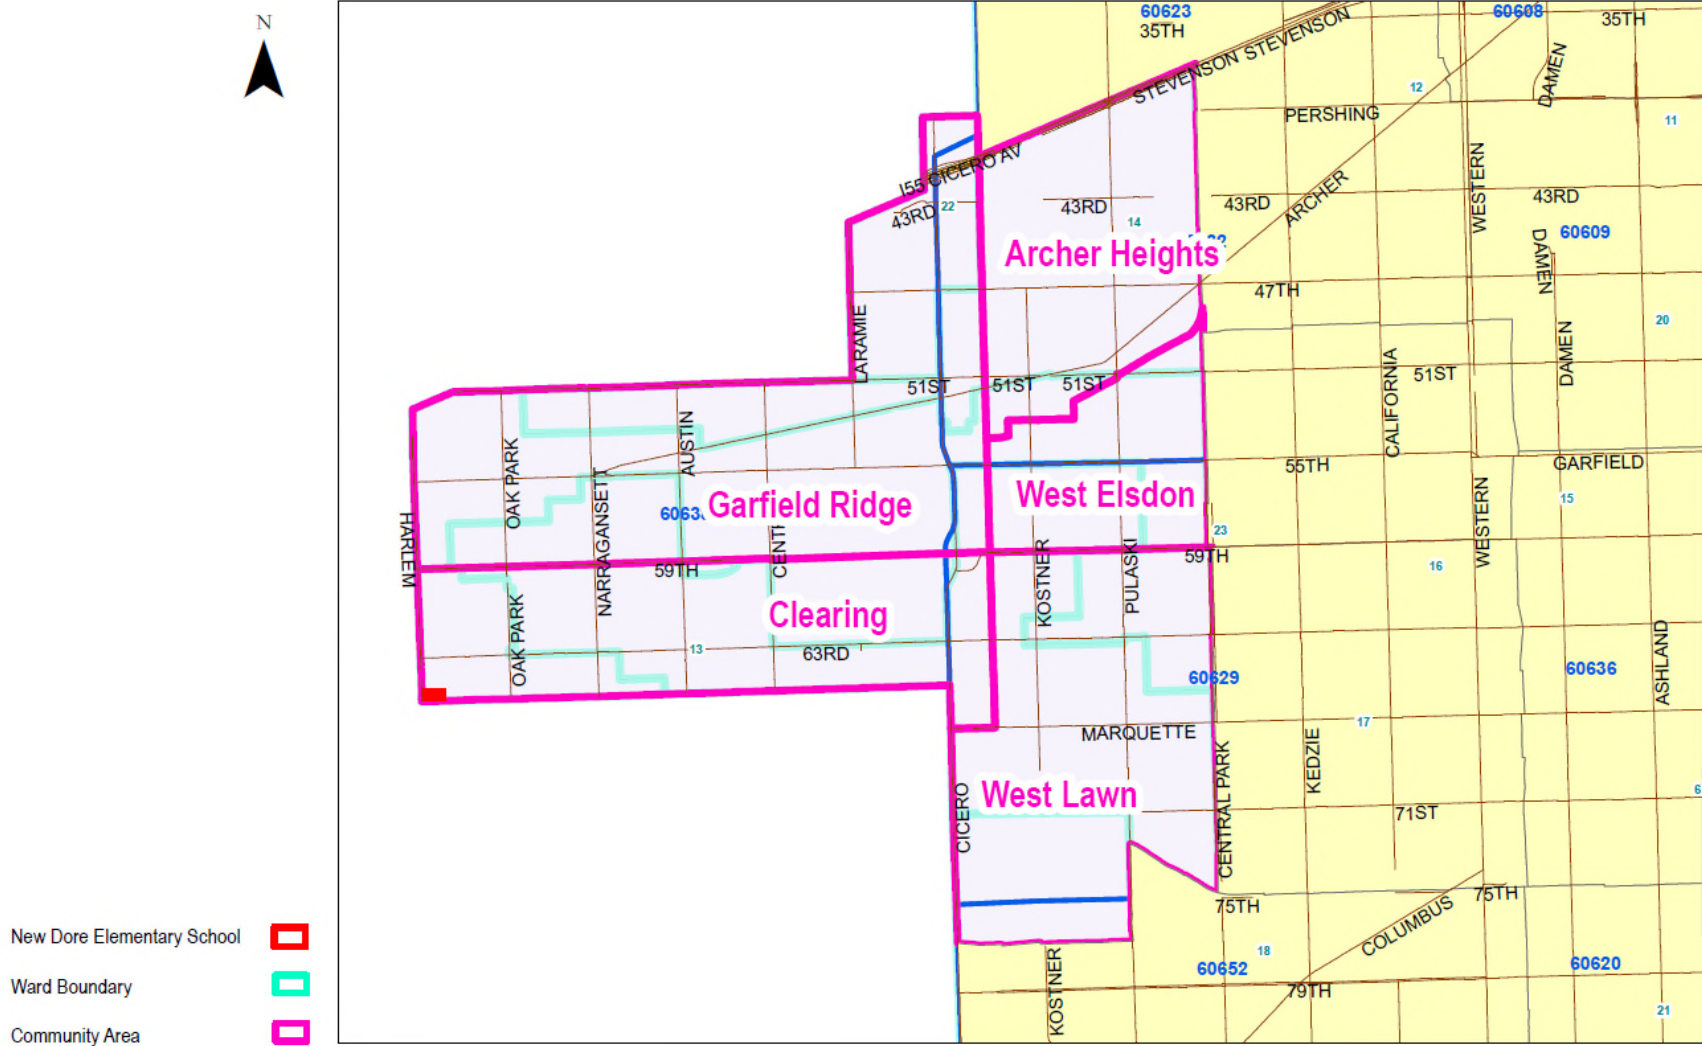 N
60623
35TH
60608
35TH
STEVENSON
STEVENSON
DAMEN
12
PERSHING
11
I55 CICERO AV
WESTERN
ARCHER
43RD
22
43RD
14
43RD
43RD
60609
Archer Heights
DAMEN
47TH
LARAMIE
20
DAMEN
CALIFORNIA
51ST
51ST
51ST
51ST
AUSTIN
OAK PARK
55TH
GARFIELD
NARRAGANSETT
Garfield Ridge
West Elsdon
15
WESTERN
HARLEM
23
59TH
59TH
KOSTNER
PULASKI
16
Clearing
OAK PARK
13
63RD
60629
60636
ASHLAND
17
MARQUETTE
KEDZIE
CENTRAL PARK
West Lawn
CICERO
71ST
75TH
75TH
COLUMBUS
New Dore Elementary School
18
60652
60620
KOSTNER
Ward Boundary
79TH
21
Community Area